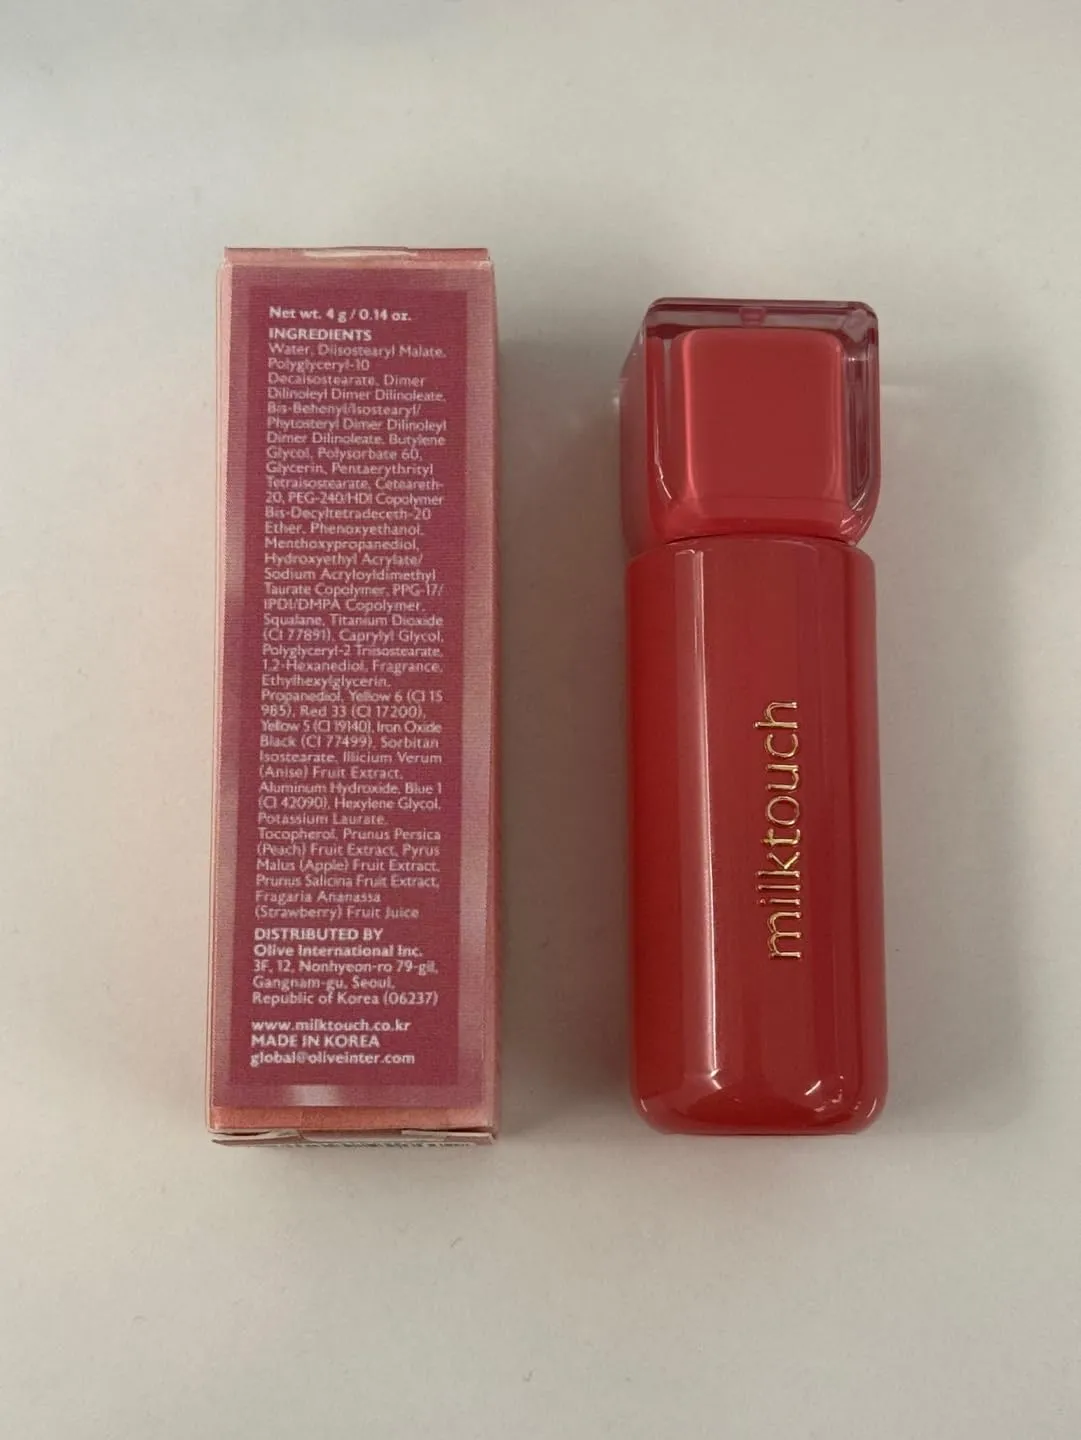 Net wt. 4 g / 0.14 oz.
INGREDIENTS
Water, Diisostearyl Malate,
Polyglyceryl-10
Decaisostearate, Dimer
Dilinoleyl Dimer Dilinoleate,
Bis-Behenyl/Isostearyl/
Phytosteryl Dimer Dilinoleyl
Dimer Dilinoleate, Butylene
Glycol, Polysorbate 60,
Glycerin, Pentaerythrityl
Tetraisostearate, Ceteareth-
20, PEG-240/HDI Copolymer
Bis-Decyltetradeceth-20
Ether, Phenoxyethanol,
Menthoxypropanediol,
Hydroxyethyl Acrylate/
Sodium Acryloyldimethyl
Taurate Copolymer, PPG-17/
IPDI/DMPA Copolymer,
Squalane, Titanium Dioxide
(CI 77891), Caprylyl Glycol,
Polyglyceryl-2 Triisostearate,
1,2-Hexanediol, Fragrance,
Ethylhexylglycerin,
Propanediol, Yellow 6 (CI 15
985), Red 33 (CI 17200),
Yellow 5 (CI 19140), Iron Oxide
Black (CI 77499), Sorbitan
Isostearate, Illicium Verum
(Anise) Fruit Extract,
Aluminum Hydroxide, Blue 1
(CI 42090), Hexylene Glycol,
Potassium Laurate,
Tocopherol, Prunus Persica
(Peach) Fruit Extract, Pyrus
Malus (Apple) Fruit Extract,
Prunus Salicina Fruit Extract,
Fragaria Ananassa
(Strawberry) Fruit Juice
DISTRIBUTED BY
Olive International Inc.
3F, 12, Nonhyeon-ro 79-gil,
Gangnam-gu, Seoul,
Republic of Korea (06237)
www.milktouch.co.kr
MADE IN KOREA
global@oliveinter.com
milktouch